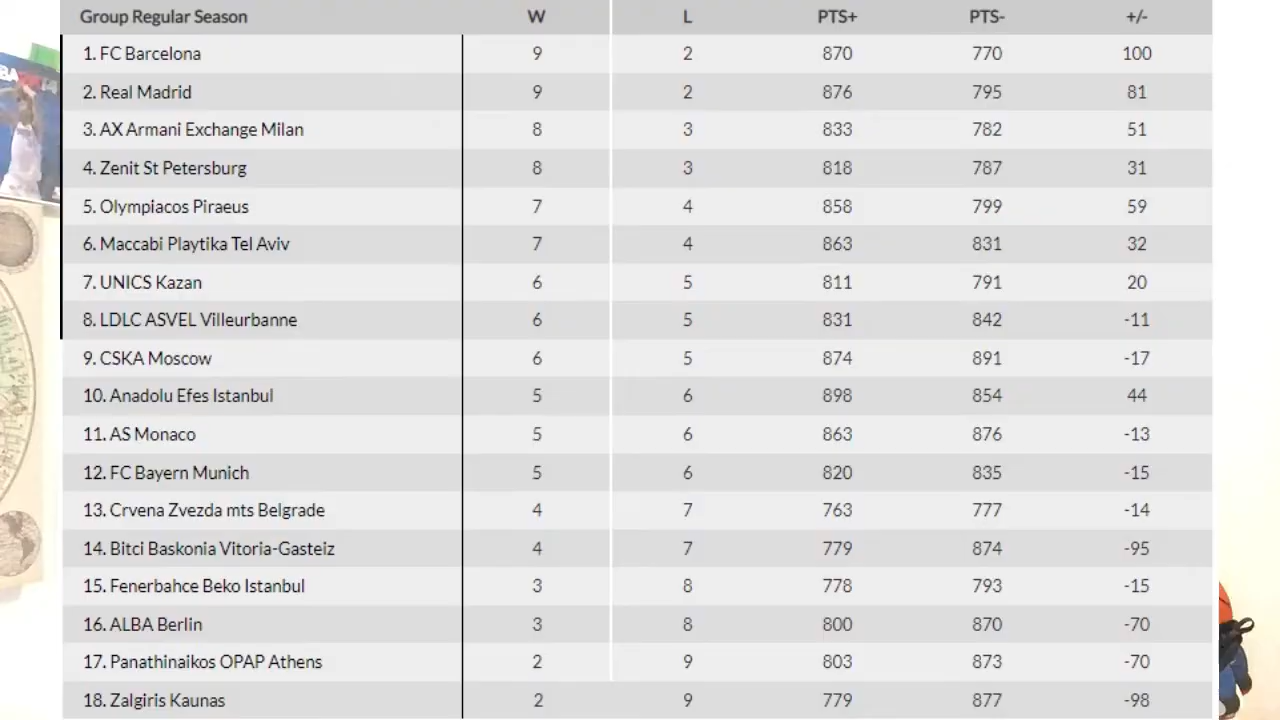 Group Regular Season W L PTS+ PTS- +/-
1. FC Barcelona 9 2 870 770 100
2. Real Madrid 9 2 876 795 81
3. AX Armani Exchange Milan 8 3 833 782 51
4. Zenit St Petersburg 8 3 818 787 31
5. Olympiacos Piraeus 7 4 858 799 59
6. Maccabi Playtika Tel Aviv 7 4 863 831 32
7. UNICS Kazan 6 5 811 791 20
8. LDLC ASVEL Villeurbanne 6 5 831 842 -11
9. CSKA Moscow 6 5 874 891 -17
10. Anadolu Efes Istanbul 5 6 898 854 44
11. AS Monaco 5 6 863 876 -13
12. FC Bayern Munich 5 6 820 835 -15
13. Crvena Zvezda mts Belgrade 4 7 763 777 -14
14. Bitci Baskonia Vitoria-Gasteiz 4 7 779 874 -95
15. Fenerbahce Beko Istanbul 3 8 778 793 -15
16. ALBA Berlin 3 8 800 870 -70
17. Panathinaikos OPAP Athens 2 9 803 873 -70
18. Zalgiris Kaunas 2 9 779 877 -98